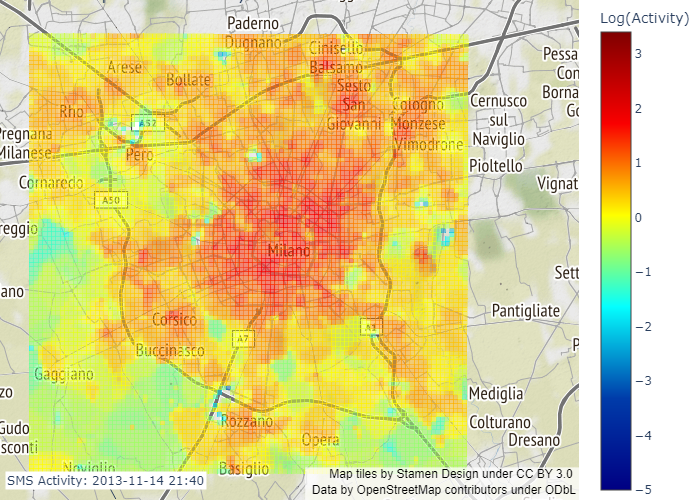 Log(Activity)
Paderno
Dugnano
Cinisello
Balsamo
Arese
Bollate
Sesto
San
Giovanni
Cologno
Monzese
Vimodrone
Cernusco
sul
Naviglio
Pessa
Con
Borna
Go
Rho
A52
Pregnana
Milanese
Pero
Pioltello
Cornaredo
A50
Vignat
reggio
Milano
ano
Sett
Pantigliate
Corsico
A7
A1
P
Buccinasco
Gaggiano
zo
Mediglia
Gudo
sconti
Rozzano
Colturano
Dresano
Opera
Noviglio
Basiglio
SMS Activity: 2013-11-14 21:40
Map tiles by Stamen Design under CC BY 3.0
Data by OpenStreetMap contributors under ODbL
3
2
1
0
−1
−2
−3
−4
−5